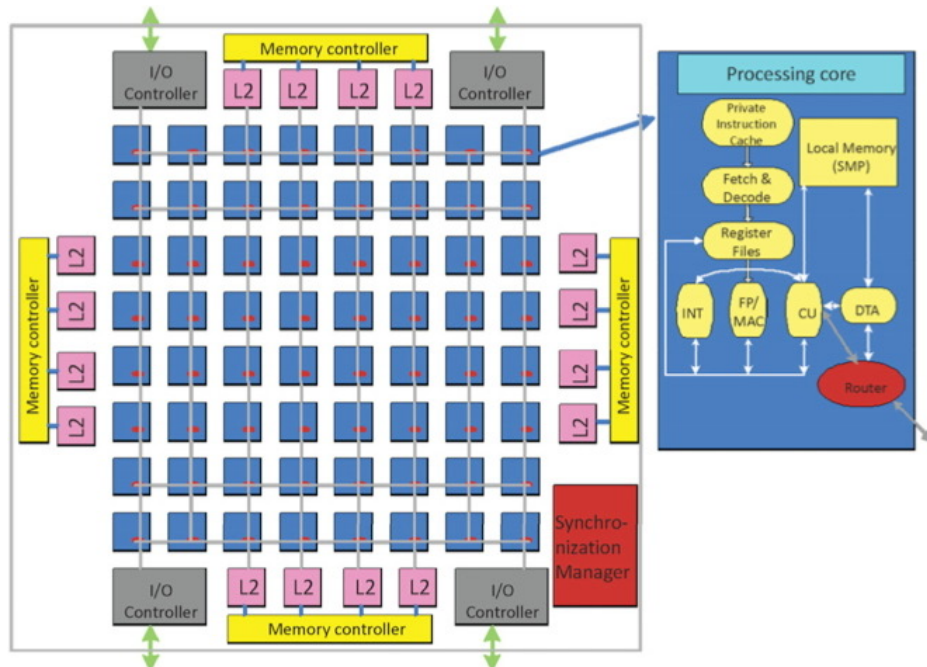 I/O
Controller
Memory controller
I/O
Controller
L2
L2
L2
L2
Memory controller
L2
L2
L2
L2
L2
L2
L2
L2
Memory controller
I/O
Controller
L2
L2
L2
L2
I/O
Controller
Memory controller
Synchro-
nization
Manager
Processing core
Private
Instruction
Cache
Local Memory
(SMP)
Fetch &
Decode
Register
Files
INT
FP/
MAC
CU
DTA
Router